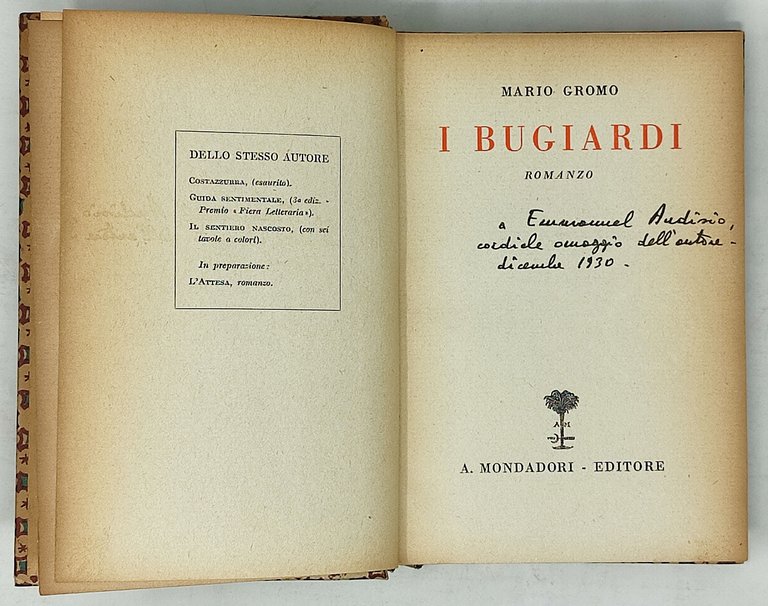 DELLO STESSO AUTORE
COSTAZZURRA, (esaurito).
GUIDA SENTIMENTALE, (3a ediz. -
Premio « Fiera Letteraria»).
IL SENTIERO NASCOSTO, (con sei
tavole a colori).
In preparazione:
L'ATTESA, romanzo.
MARIO GROMO
I BUGIARDI
ROMANZO
a Emmanuel Audisio,
cordiale omaggio dell'autore -
dicembre 1930 -
AM
A. MONDADORI - EDITORE